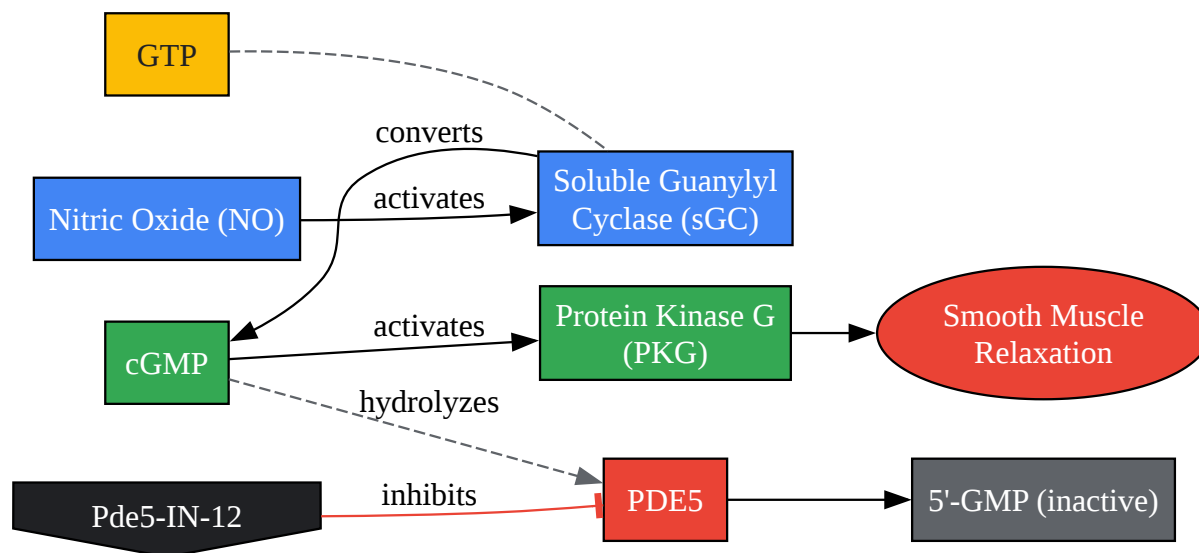 GTP
converts
Soluble Guanylyl
Cyclase (sGC)
Nitric Oxide (NO)
activates
cGMP
activates
Protein Kinase G
(PKG)
Smooth Muscle
Relaxation
hydrolyzes
Pde5-IN-12
inhibits
PDE5
5'-GMP (inactive)